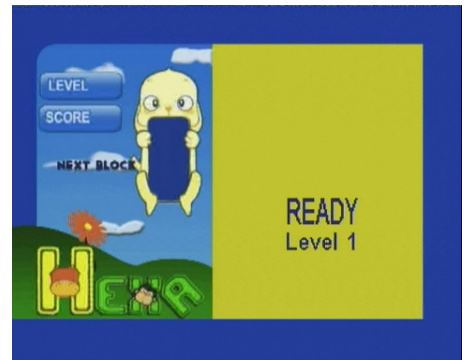 LEVEL
SCORE
NEXT BLOCK
HEXA
READY
Level 1